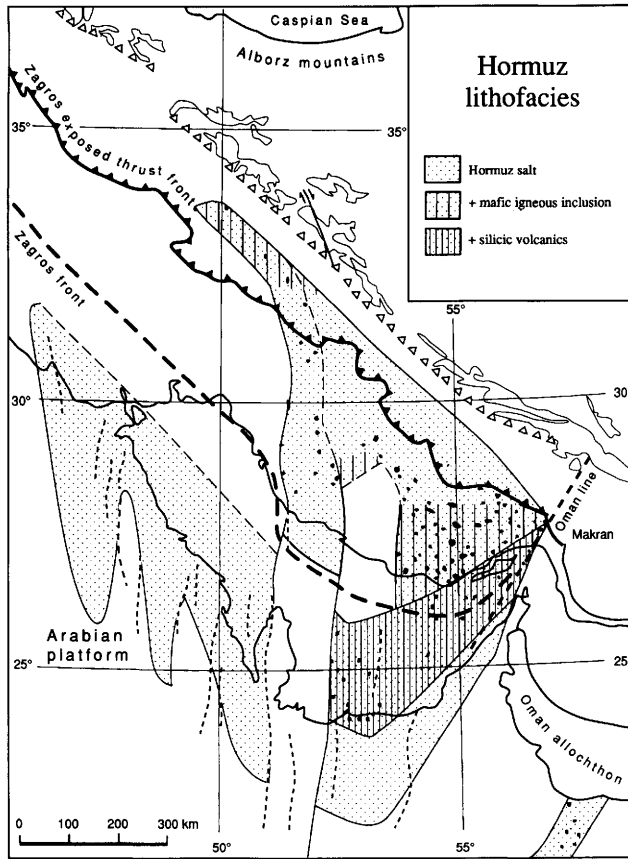 Caspian Sea
Alborz mountains
Hormuz
lithofacies
Hormuz salt
+ mafic igneous inclusion
+ silicic volcanics
35°
35°
Zagros exposed thrust front
Zagros front
55°
30°
30
Oman line
Makran
Arabian
platform
25°
25
Oman allochthon
0 100 200 300 km
50°
55°